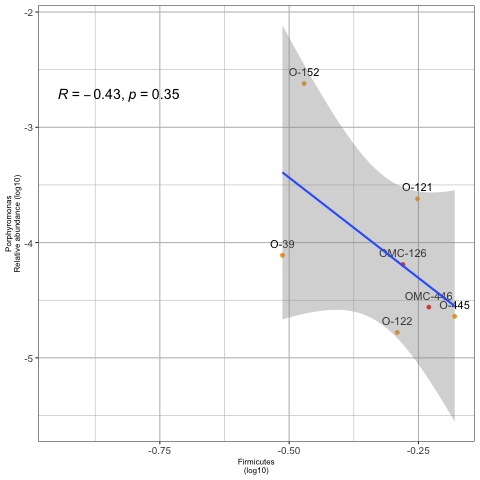 -2
O-152
R = −0.43, p = 0.35
-3
O-121
O-39
OMC-126
-4
OMC-446
O-445
O-122
-5
Porphyromonas
Relative abundance (log10)
-0.75
-0.50
-0.25
Firmicutes
(log10)